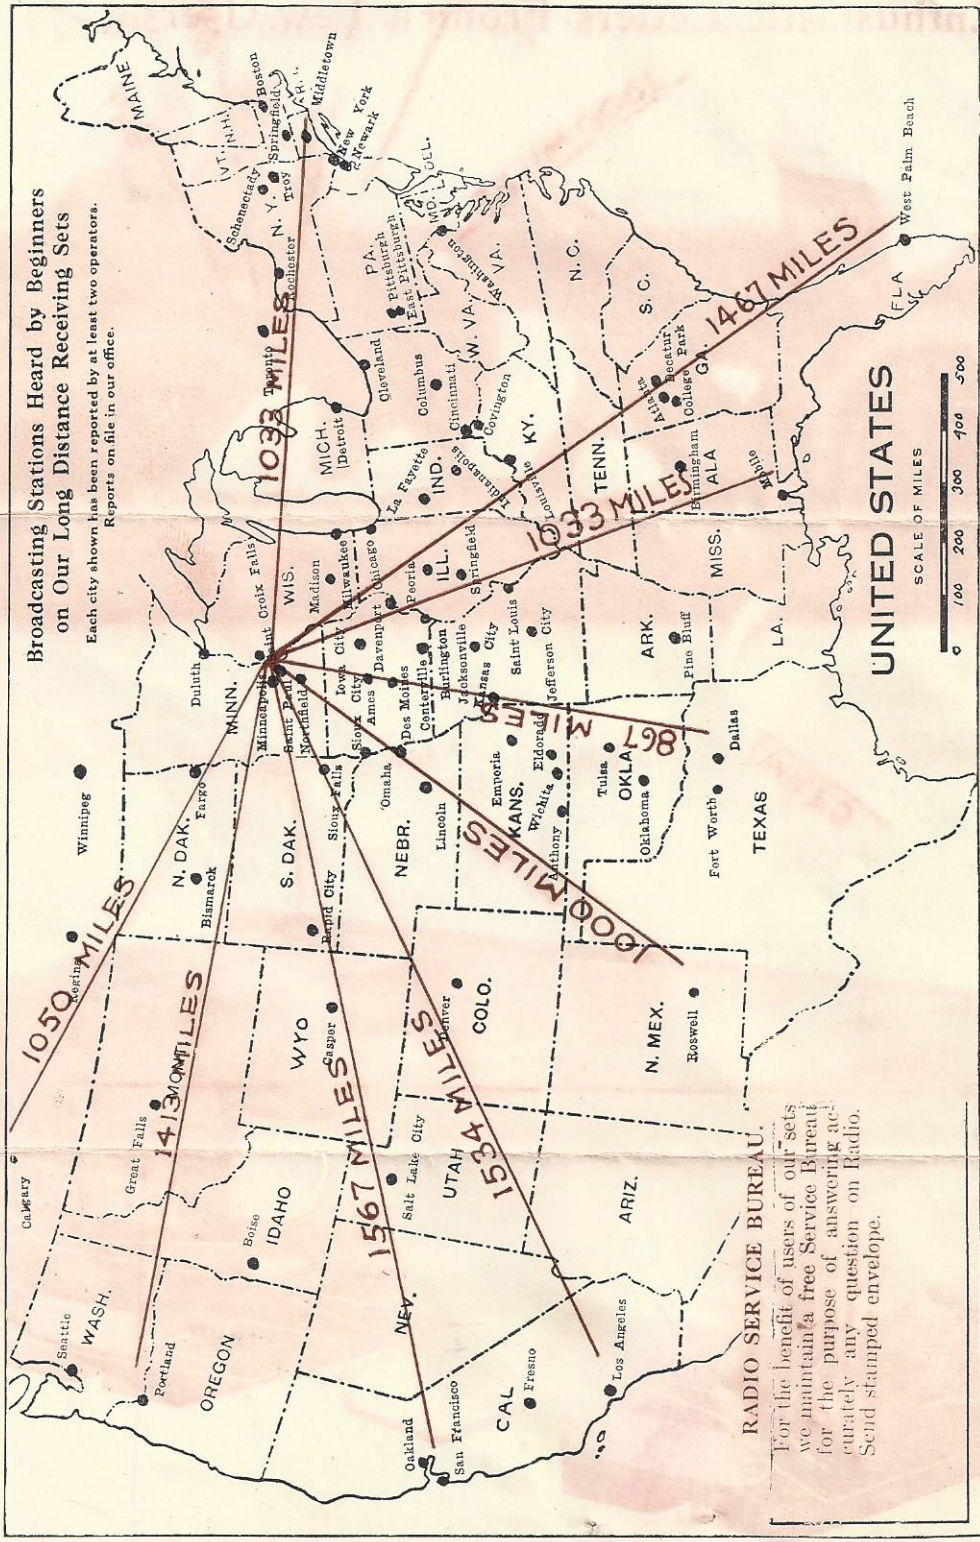 Broadcasting Stations Heard by Beginners
on Our Long Distance Receiving Sets
Each city shown has been reported by at least two operators.
Reports on file in our office.
Calgary
Seattle
WASH.
Portland
OREGON
Great Falls
MONT.
1413 MILES
1050 MILES
Regina
Winnipeg
N. DAK.
Bismarck
Fargo
Duluth
MINN.
Minneapolis
Saint Paul
Northfield
Saint Croix Falls
WIS.
Madison
Milwaukee
Chicago
MICH.
Detroit
1033 MILES
Toronto
Rochester
N. Y.
Schenectady
Troy
Springfield
Boston
VT.
N.H.
MAINE
R. I.
Middletown
New York
Newark
PA.
Pittsburgh
East Pittsburgh
DEL.
MD.
Washington
VA.
W. VA.
Cleveland
Columbus
Cincinnati
Covington
La Fayette
IND.
Indianapolis
Louisville
KY.
N. C.
S. C.
TENN.
Boise
IDAHO
WYO
Casper
S. DAK.
Rapid City
Sioux Falls
Sioux City
Ames
Iowa City
Davenport
Des Moines
Centerville
Burlington
Peoria
ILL.
Springfield
Jacksonville
Kansas City
Saint Louis
Jefferson City
Omaha
NEBR.
Lincoln
1567 MILES
1534 MILES
Salt Lake City
UTAH
NEV.
Oakland
San Francisco
CAL
Fresno
Los Angeles
Denver
COLO.
KANS.
Emporia
Eldorado
Wichita
Anthony
1000 MILES
867 MILES
1033 MILES
1467 MILES
Tulsa
OKLA.
Oklahoma
ARK.
Pine Bluff
MISS.
LA.
ALA
Birmingham
Mobile
Atlanta
Decatur
College Park
GA.
FLA
West Palm Beach
ARIZ.
N. MEX.
Roswell
TEXAS
Fort Worth
Dallas
UNITED STATES
SCALE OF MILES
0 100 200 300 400 500
RADIO SERVICE BUREAU.
For the benefit of users of our sets
we maintain a free Service Bureau
for the purpose of answering ac-
curately any question on Radio.
Send stamped envelope.